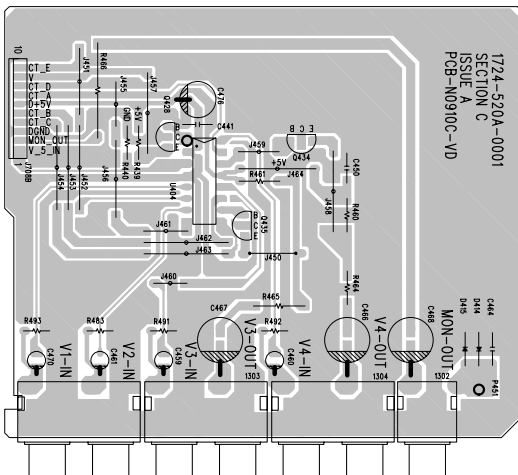 1724-520A-0001
SECTION C
ISSUE A
PCB-N0910C-VD
10
CT_E
V
CT_D
CT_A
D+5V
CT_B
CT_C
DGND
MON_OUT
V_5_IN
1
J708B
J451
R466
J455
J457
+5V
Q428
C476
B C E
C441
R440
R439
U404
J454
J453
J452
J456
J459
E C B
Q434
+5V
R461
J464
C450
R460
J458
B C E
Q435
J461
J462
J463
J450
J460
R464
R465
R493
R483
R491
C467
R492
C466
C468
D415
D414
C464
C470
C461
C459
V1-IN
V2-IN
V3-IN
V3-OUT
V4-IN
V4-OUT
MON-OUT
1303
1304
1302
P451